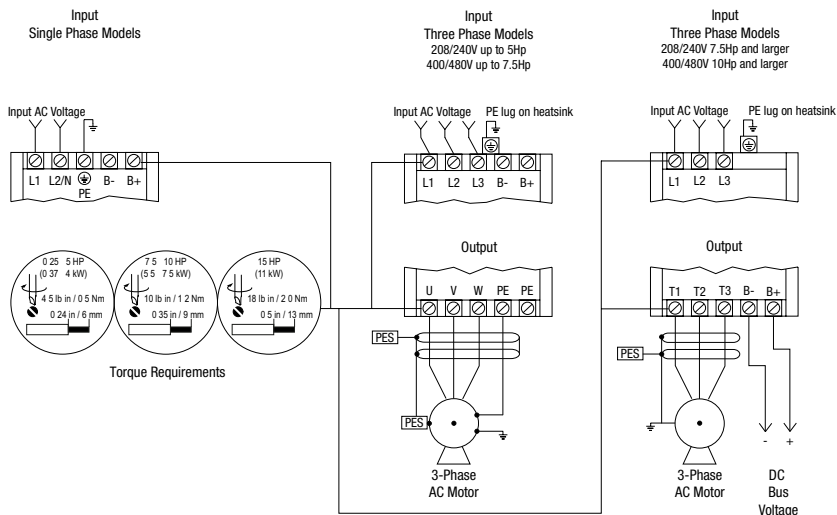 Input
Single Phase Models
Input AC Voltage
L1 L2/N PE B- B+
Input
Three Phase Models
208/240V up to 5Hp
400/480V up to 7.5Hp
Input AC Voltage
PE lug on heatsink
L1 L2 L3 B- B+
Input
Three Phase Models
208/240V 7.5Hp and larger
400/480V 10Hp and larger
Input AC Voltage
PE lug on heatsink
L1 L2 L3
0 25 5 HP
(0 37 4 kW)
4 5 lb in / 0 5 Nm
0 24 in / 6 mm
7 5 10 HP
(5 5 7 5 kW)
10 lb in / 1 2 Nm
0 35 in / 9 mm
15 HP
(11 kW)
18 lb in / 2 0 Nm
0 5 in / 13 mm
Torque Requirements
Output
U V W PE PE
PES
PES
3-Phase
AC Motor
Output
T1 T2 T3 B- B+
PES
- +
3-Phase
AC Motor
DC
Bus
Voltage